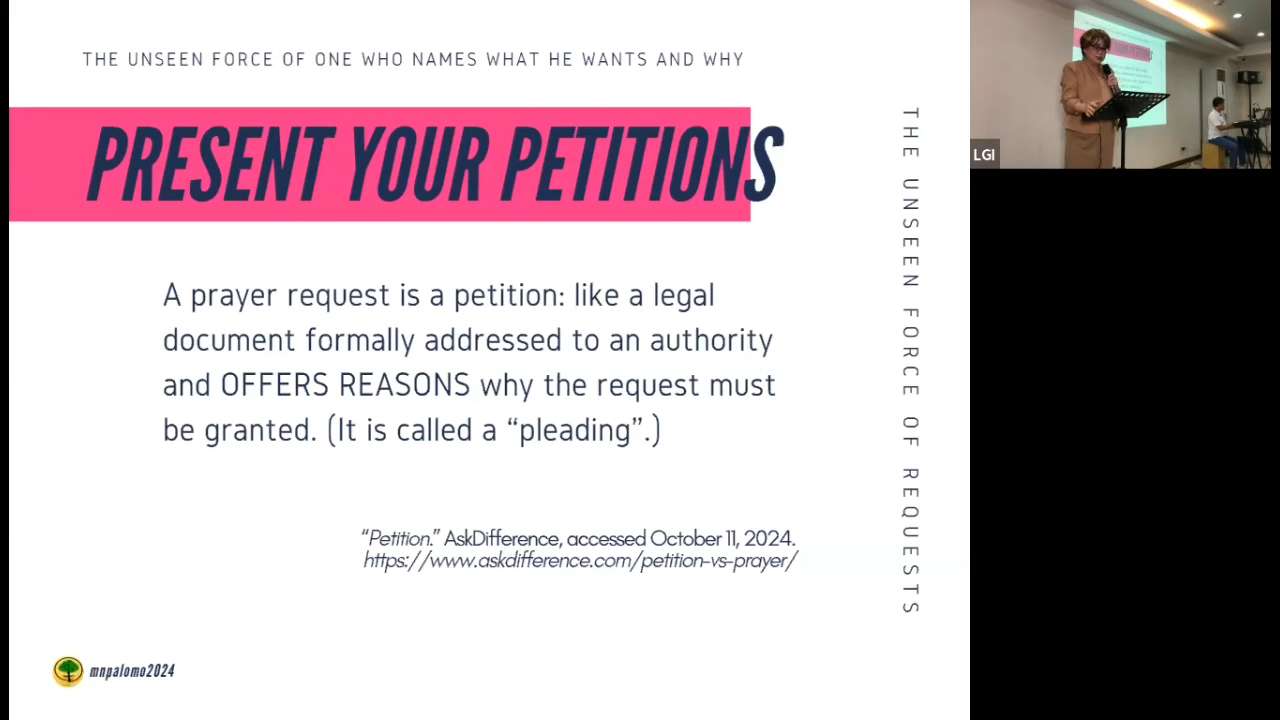 THE UNSEEN FORCE OF ONE WHO NAMES WHAT HE WANTS AND WHY
PRESENT YOUR PETITIONS
A prayer request is a petition: like a legal
document formally addressed to an authority
and OFFERS REASONS why the request must
be granted. (It is called a “pleading”.)
“Petition.” AskDifference, accessed October 11, 2024.
https://www.askdifference.com/petition-vs-prayer/
mnpalomo2024
THE UNSEEN FORCE OF REQUESTS
LGI